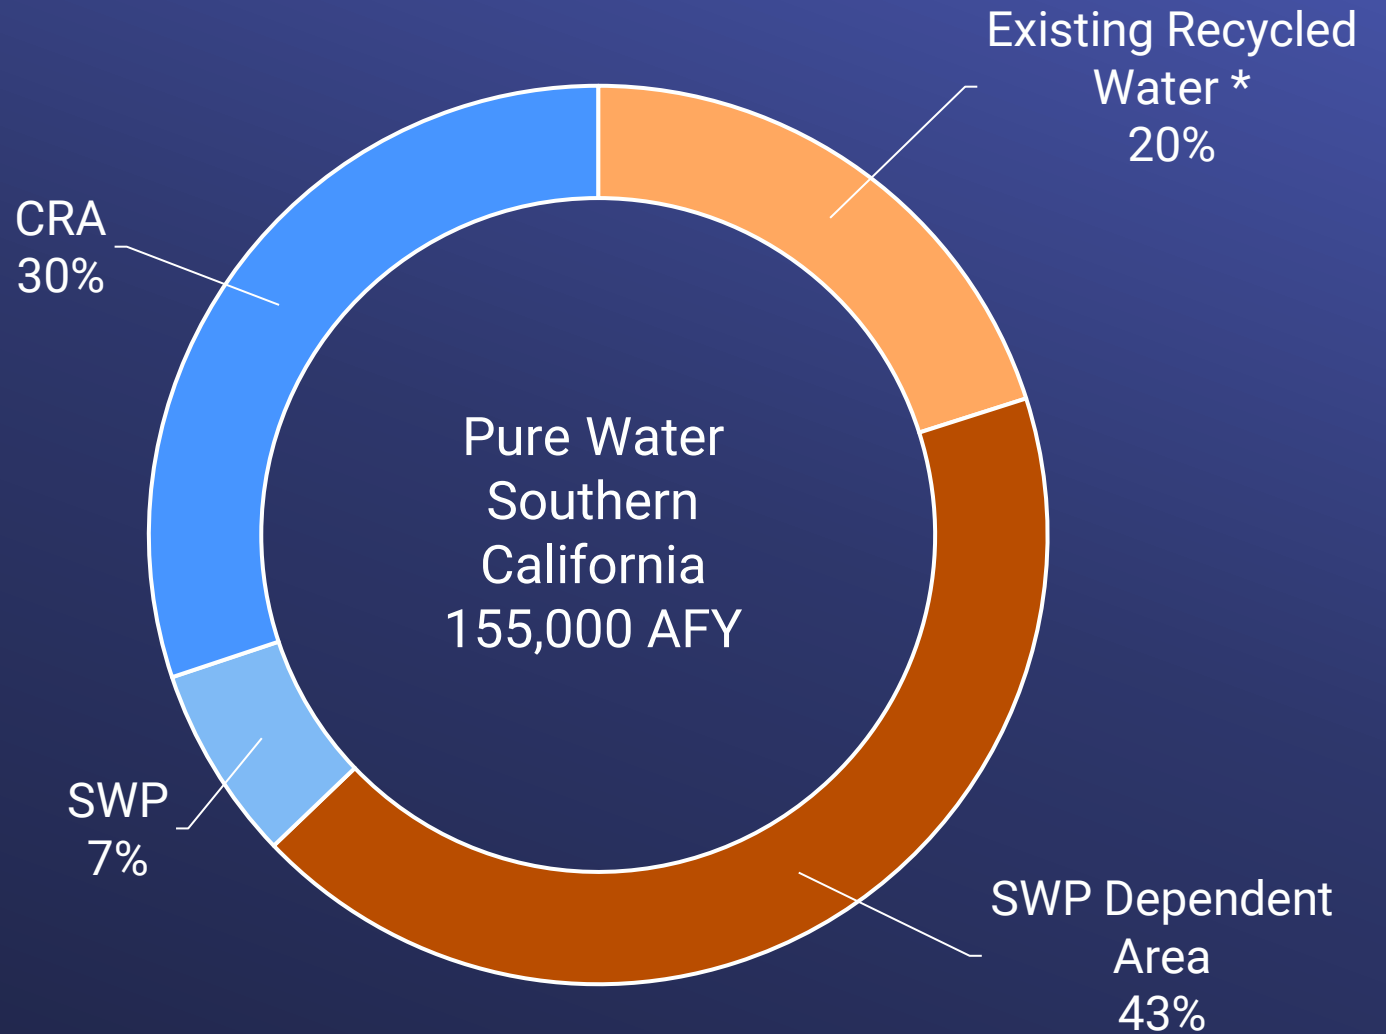 Existing Recycled
Water *
20%
CRA
30%
Pure Water
Southern
California
155,000 AFY
SWP
7%
SWP Dependent
Area
43%